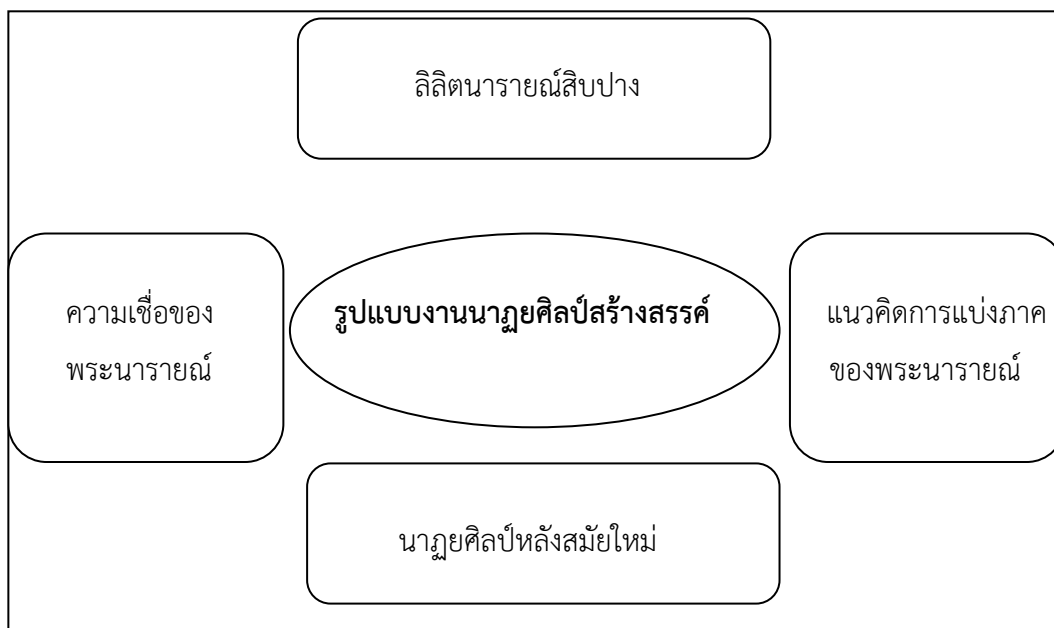 ลิลิตนารายณ์สิบปาง
ความเชื่อของ
พระนารายณ์
รูปแบบงานนาฏยศิลป์สร้างสรรค์
แนวคิดการแบ่งภาค
ของพระนารายณ์
นาฏยศิลป์หลังสมัยใหม่